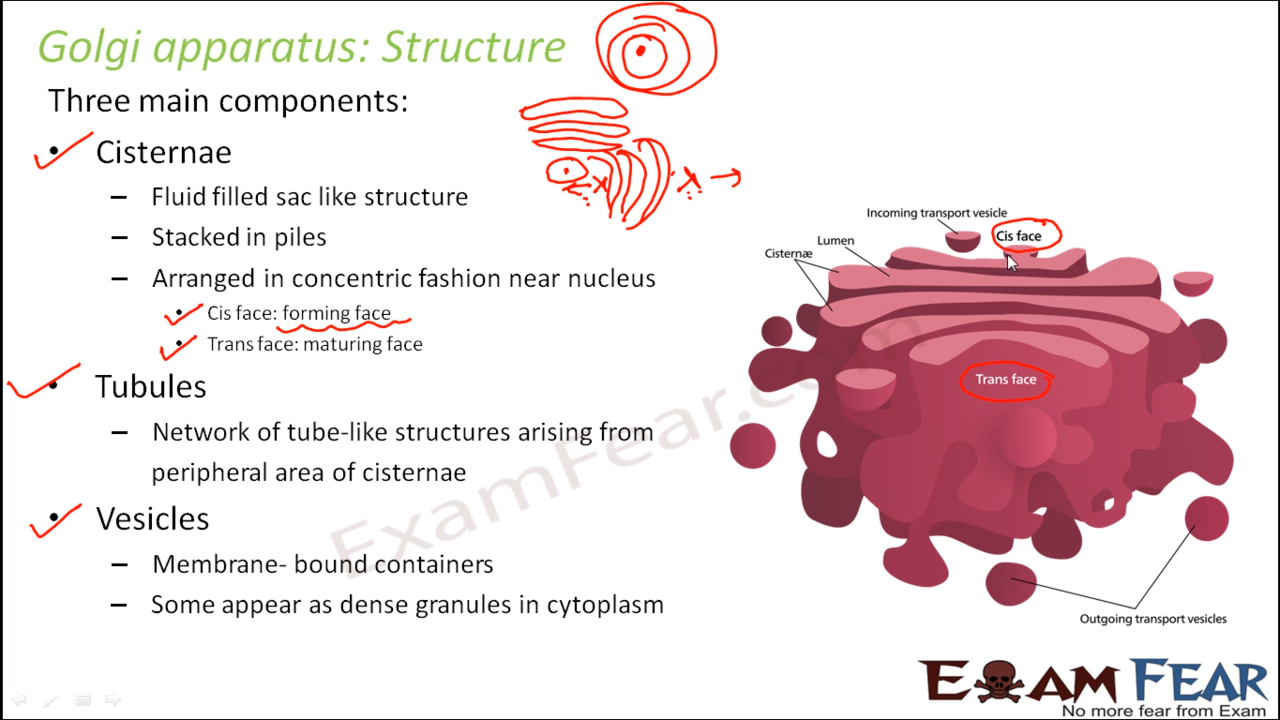 Golgi apparatus: Structure
Three main components:
• Cisternae
– Fluid filled sac like structure
– Stacked in piles
– Arranged in concentric fashion near nucleus
• Cis face: forming face
• Trans face: maturing face
• Tubules
– Network of tube-like structures arising from
peripheral area of cisternae
• Vesicles
– Membrane- bound containers
– Some appear as dense granules in cytoplasm
Incoming transport vesicle
Cis face
Lumen
Cisternæ
Trans face
Outgoing transport vesicles
ExamFear.com
EXAM FEAR
No more fear from Exam